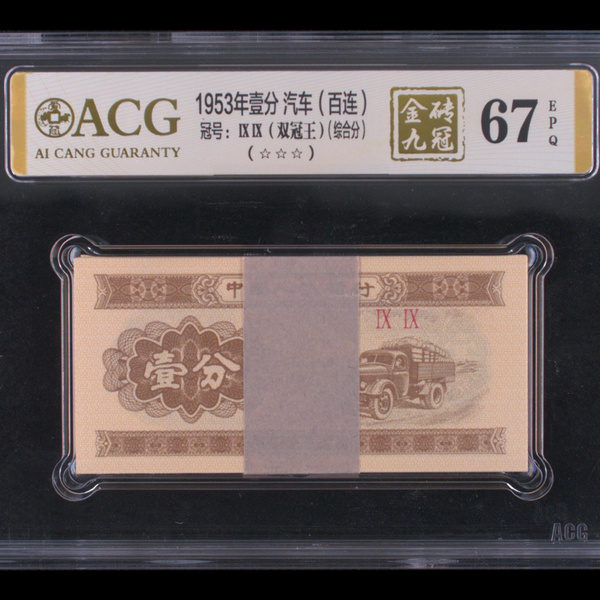 ACG
AI CANG GUARANTY
1953年壹分 汽车（百连）
冠号：IX IX（双冠王）(综合分)
（☆☆☆）
金砖
九冠
67
EPQ
中
IX IX
壹分
ACG